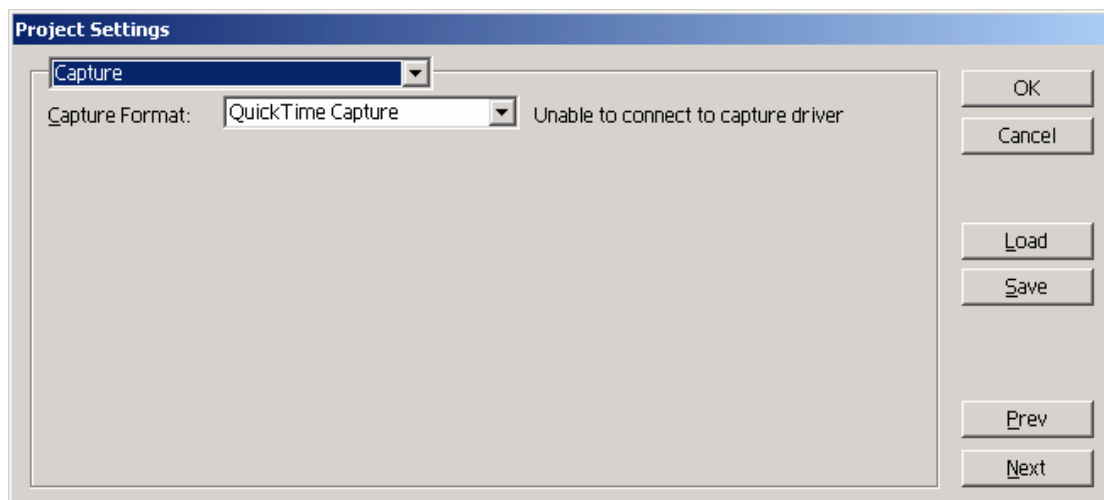 Project Settings
Capture
Capture Format: QuickTime Capture Unable to connect to capture driver
OK
Cancel
Load
Save
Prev
Next